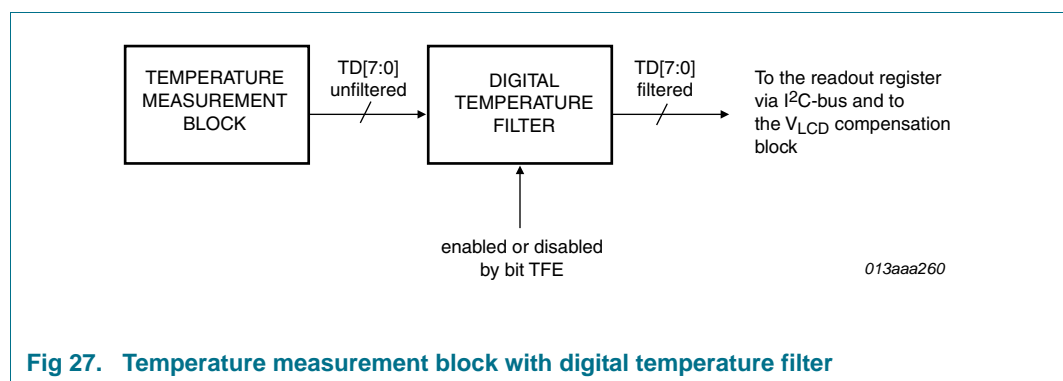 TEMPERATURE
MEASUREMENT
BLOCK
TD[7:0]
unfiltered
DIGITAL
TEMPERATURE
FILTER
TD[7:0]
filtered
To the readout register
via I2C-bus and to
the VLCD compensation
block
enabled or disabled
by bit TFE
013aaa260
Fig 27. Temperature measurement block with digital temperature filter